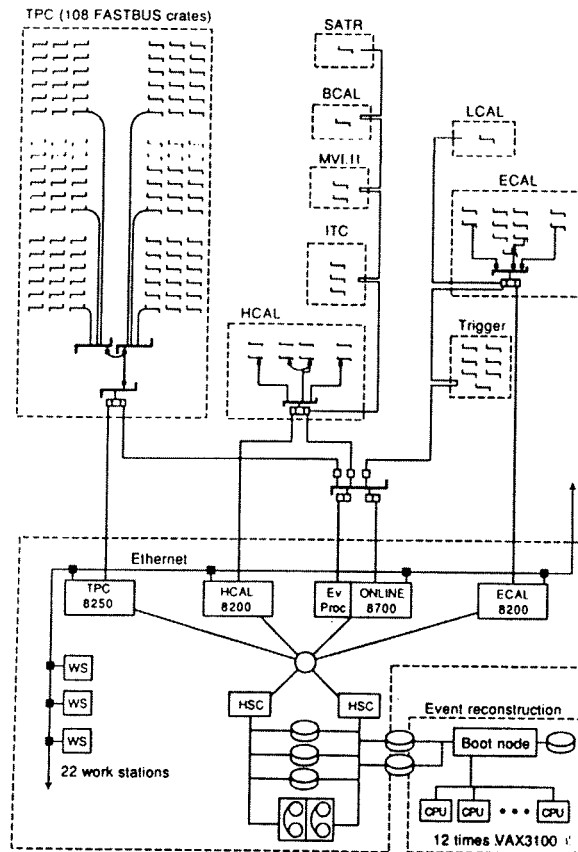 TPC (108 FASTBUS crates)
SATR
BCAL
LCAL
MVI.II
ECAL
ITC
HCAL
Trigger
Ethernet
TPC
8250
HCAL
8200
Ev
Proc
ONLINE
8700
ECAL
8200
WS
WS
WS
22 work stations
HSC
HSC
Event reconstruction
Boot node
CPU
CPU
• • •
CPU
12 times VAX3100